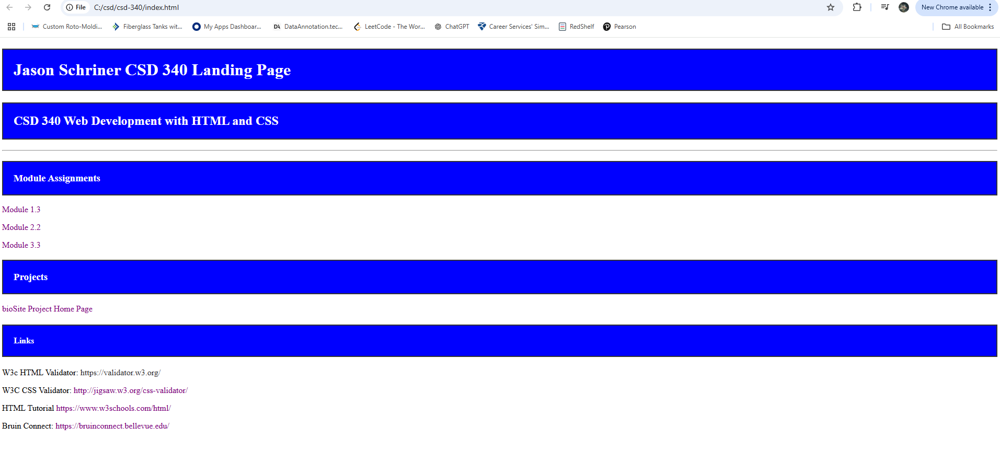 File C:/csd/csd-340/index.html New Chrome available
Custom Roto-Moldi... Fiberglass Tanks wit... My Apps Dashboar... DA DataAnnotation.tec... LeetCode - The Wor... ChatGPT Career Services' Sim... RedShelf Pearson All Bookmarks
Jason Schriner CSD 340 Landing Page
CSD 340 Web Development with HTML and CSS
Module Assignments
Module 1.3
Module 2.2
Module 3.3
Projects
bioSite Project Home Page
Links
W3c HTML Validator: https://validator.w3.org/
W3C CSS Validator: http://jigsaw.w3.org/css-validator/
HTML Tutorial https://www.w3schools.com/html/
Bruin Connect: https://bruinconnect.bellevue.edu/